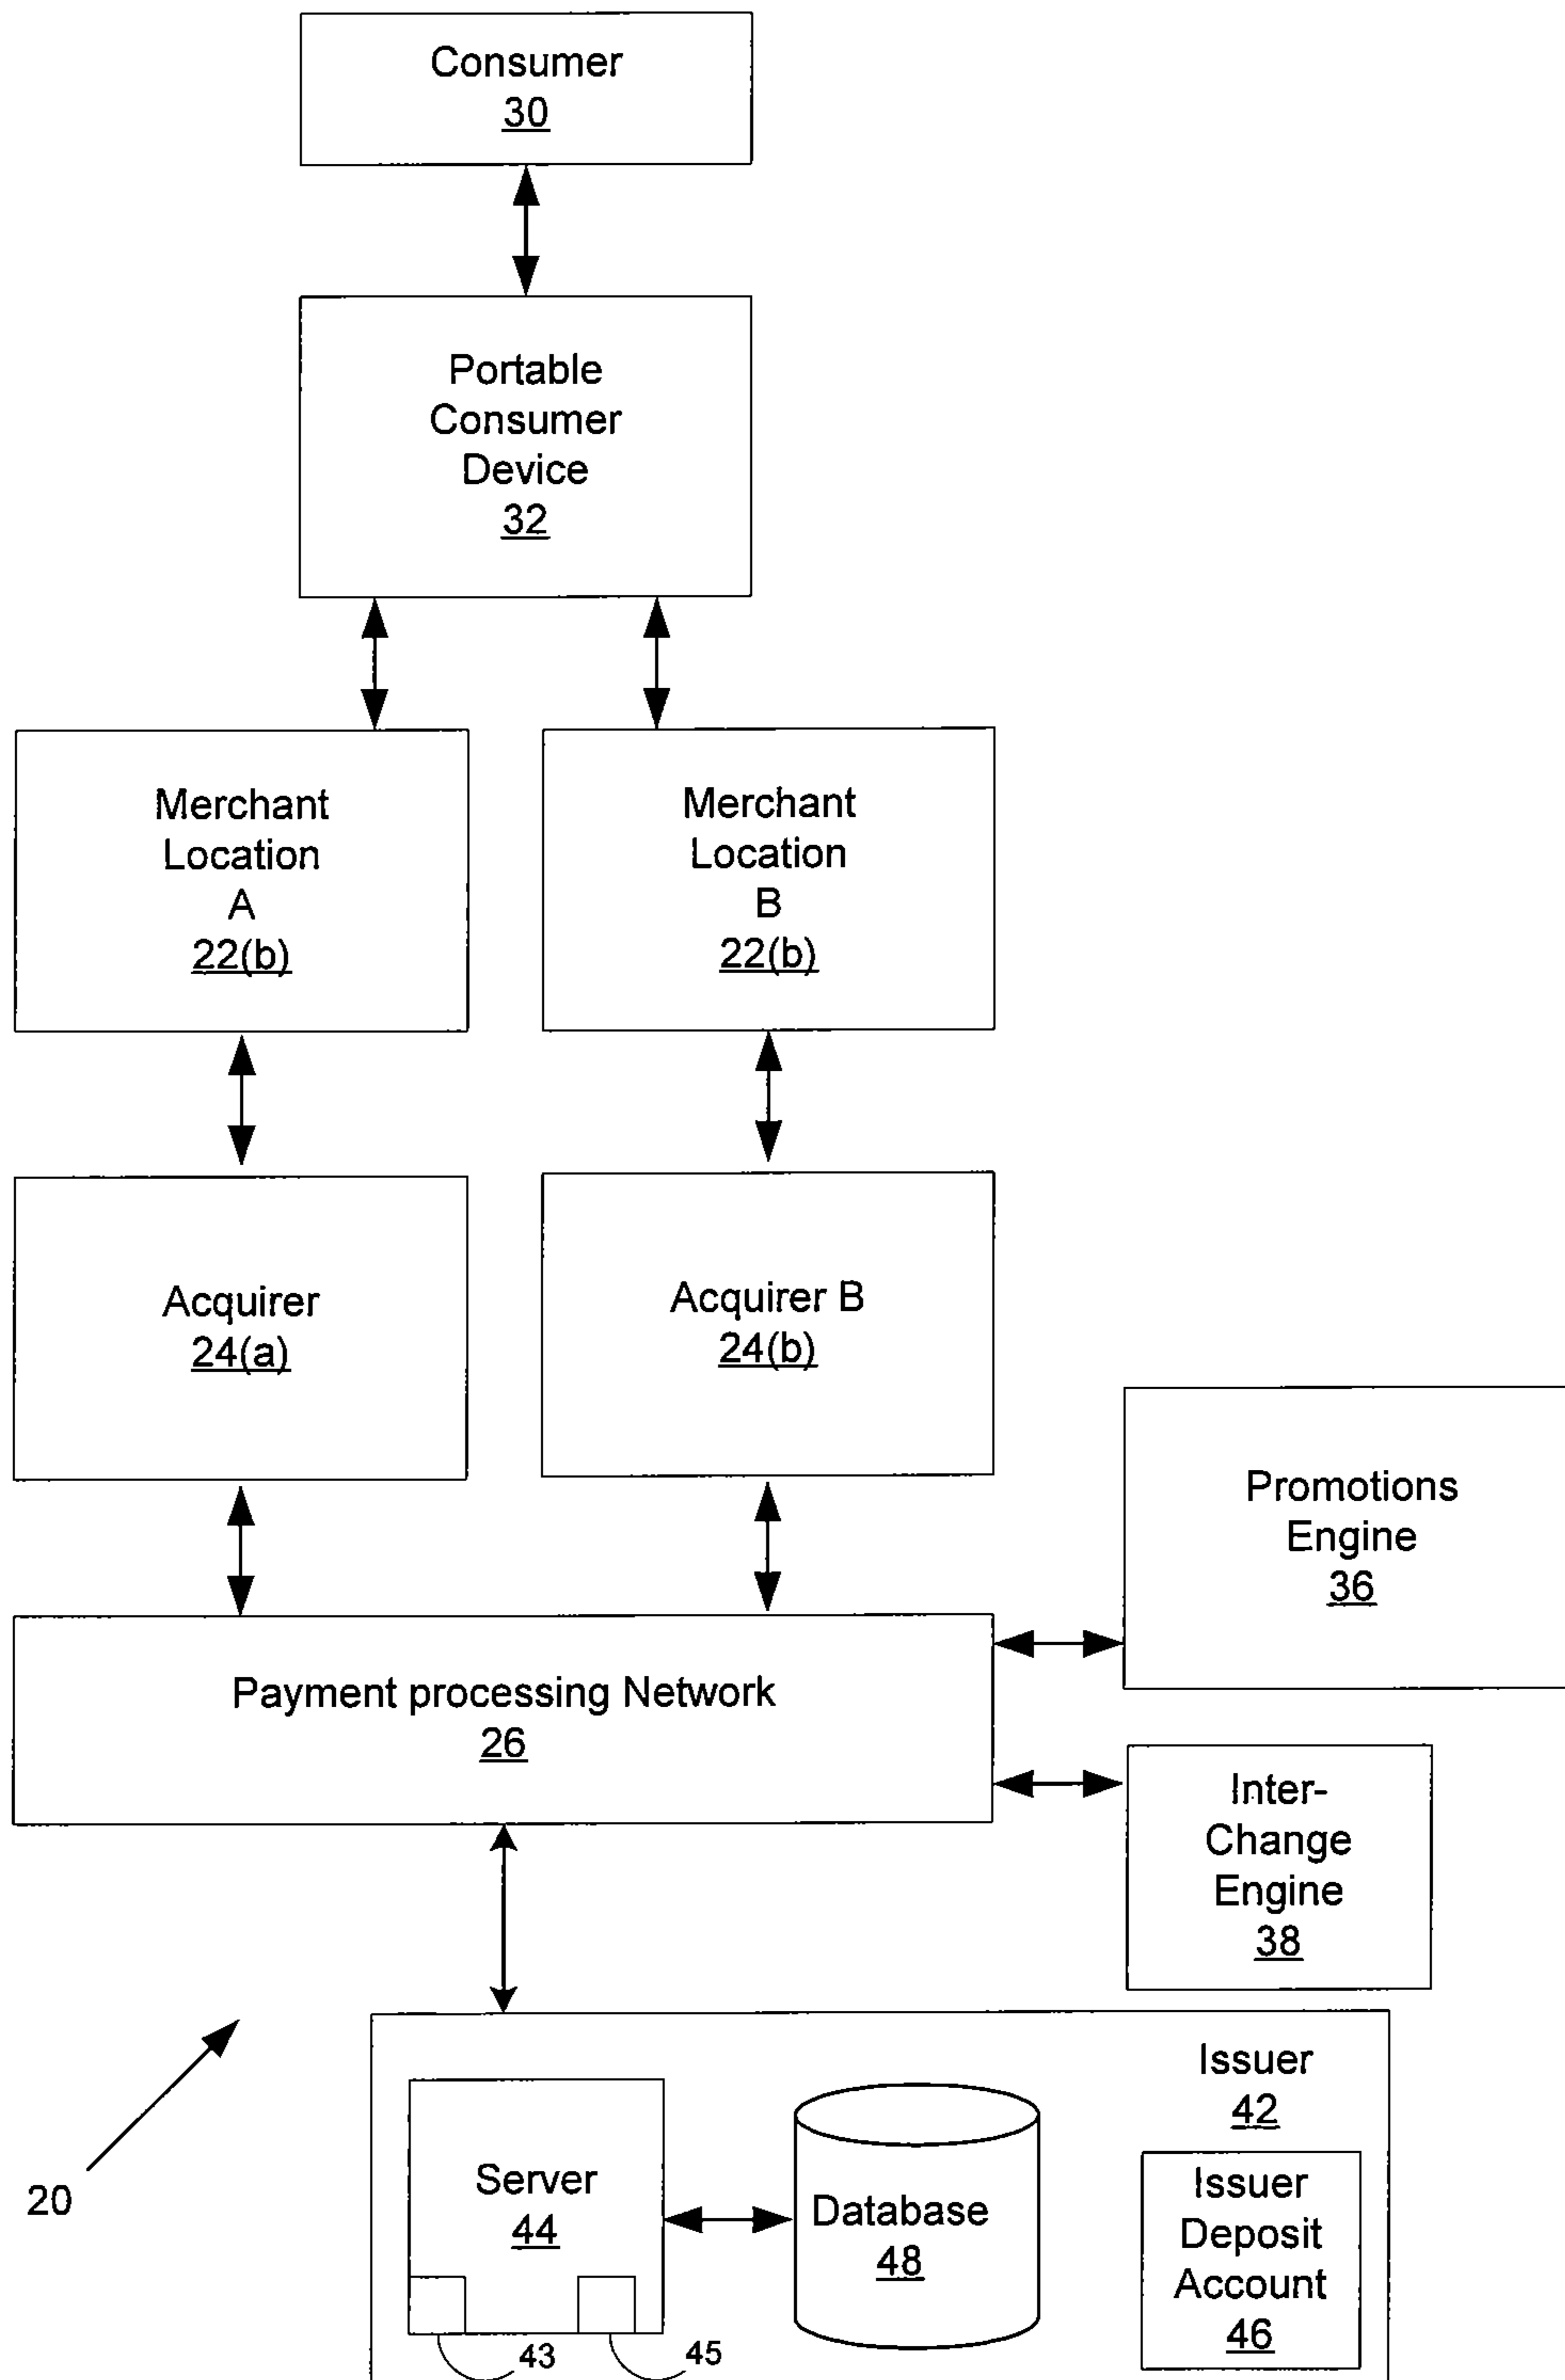 Consumer
30
Portable
Consumer
Device
32
Merchant
Location
A
22(b)
Merchant
Location
B
22(b)
Acquirer
24(a)
Acquirer B
24(b)
Promotions
Engine
36
Payment processing Network
26
Inter-
Change
Engine
38
Issuer
42
Server
44
Database
48
Issuer
Deposit
Account
46
20
43
45